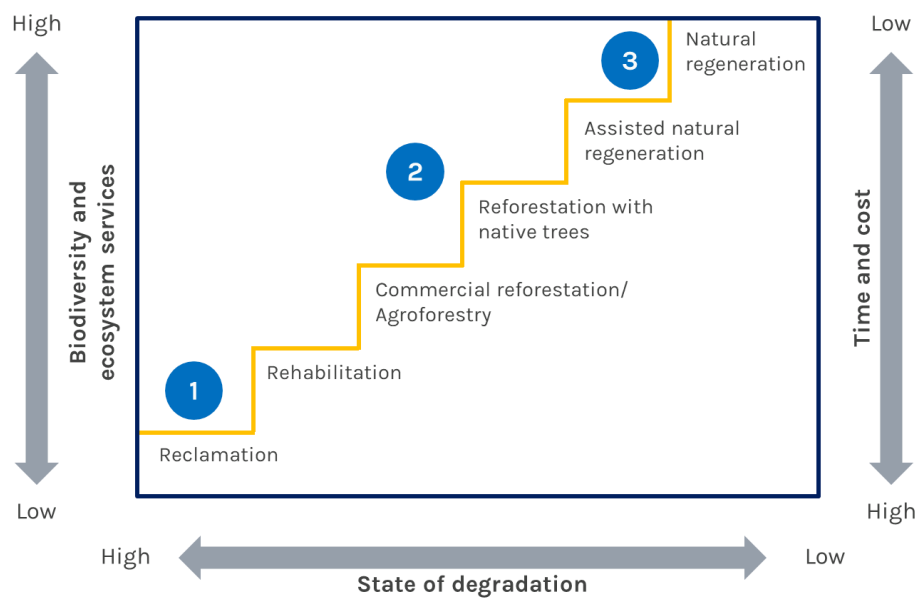 High
Low
3
Natural
regeneration
Assisted natural
regeneration
2
Reforestation with
native trees
Biodiversity and
ecosystem services
Time and cost
Commercial reforestation/
Agroforestry
1
Rehabilitation
Reclamation
Low
High
High
Low
State of degradation